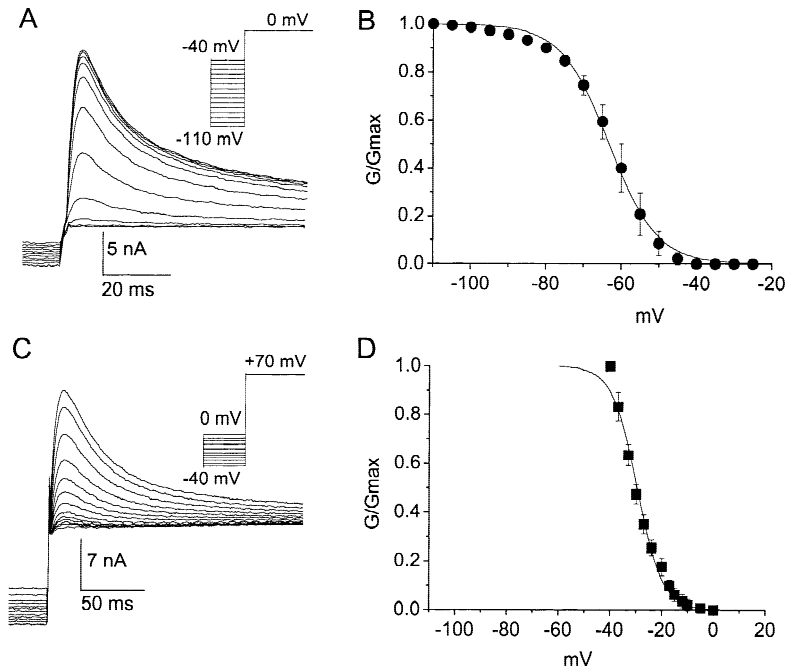 A
0 mV
-40 mV
-110 mV
5 nA
20 ms
B
G/Gmax
1.0
0.8
0.6
0.4
0.2
0.0
-100 -80 -60 -40 -20
mV
C
+70 mV
0 mV
-40 mV
7 nA
50 ms
D
G/Gmax
1.0
0.8
0.6
0.4
0.2
0.0
-100 -80 -60 -40 -20 0 20
mV